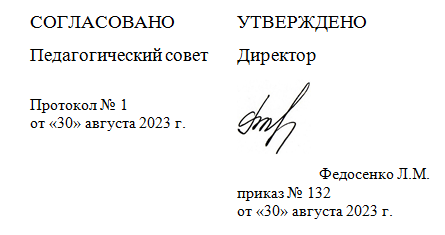 СОГЛАСОВАНО
Педагогический совет
Протокол № 1
от «30» августа 2023 г.
УТВЕРЖДЕНО
Директор
Федосенко Л.М.
приказ № 132
от «30» августа 2023 г.